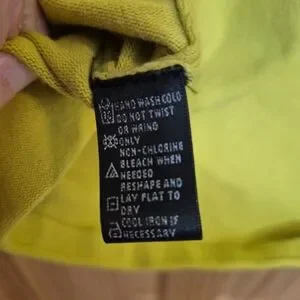 HAND WASH COLD
DO NOT TWIST
OR WRING
ONLY
NON-CHLORINE
BLEACH WHEN
NEEDED
RESHAPE AND
LAY FLAT TO
DRY
COOL IRON IF
NECESSARY